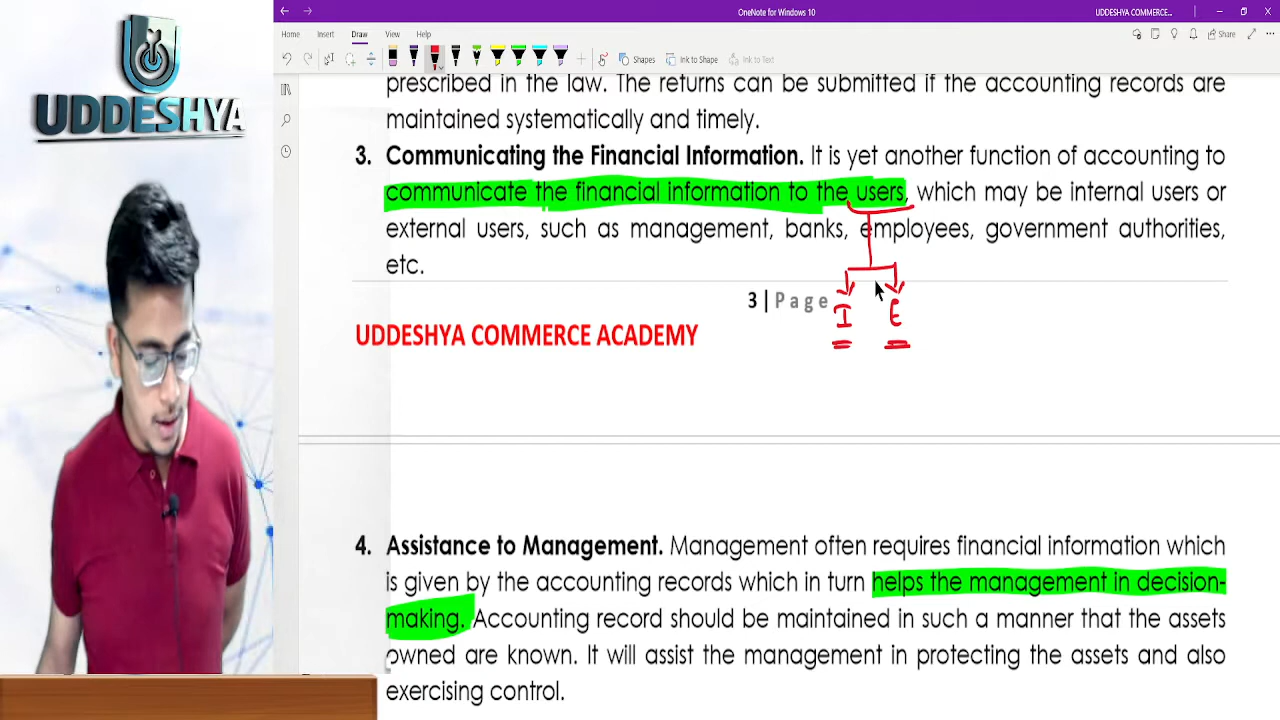 OneNote for Windows 10
UDDESHYA COMMERCE...
Home Insert Draw View Help
Share
Shapes
Ink to Shape
Ink to Text
UDDESHYA
prescribed in the law. The returns can be submitted if the accounting records are
maintained systematically and timely.
3. Communicating the Financial Information. It is yet another function of accounting to
communicate the financial information to the users, which may be internal users or
external users, such as management, banks, employees, government authorities,
etc.
3 | Page
I E
UDDESHYA COMMERCE ACADEMY
4. Assistance to Management. Management often requires financial information which
is given by the accounting records which in turn helps the management in decision-
making. Accounting record should be maintained in such a manner that the assets
owned are known. It will assist the management in protecting the assets and also
exercising control.